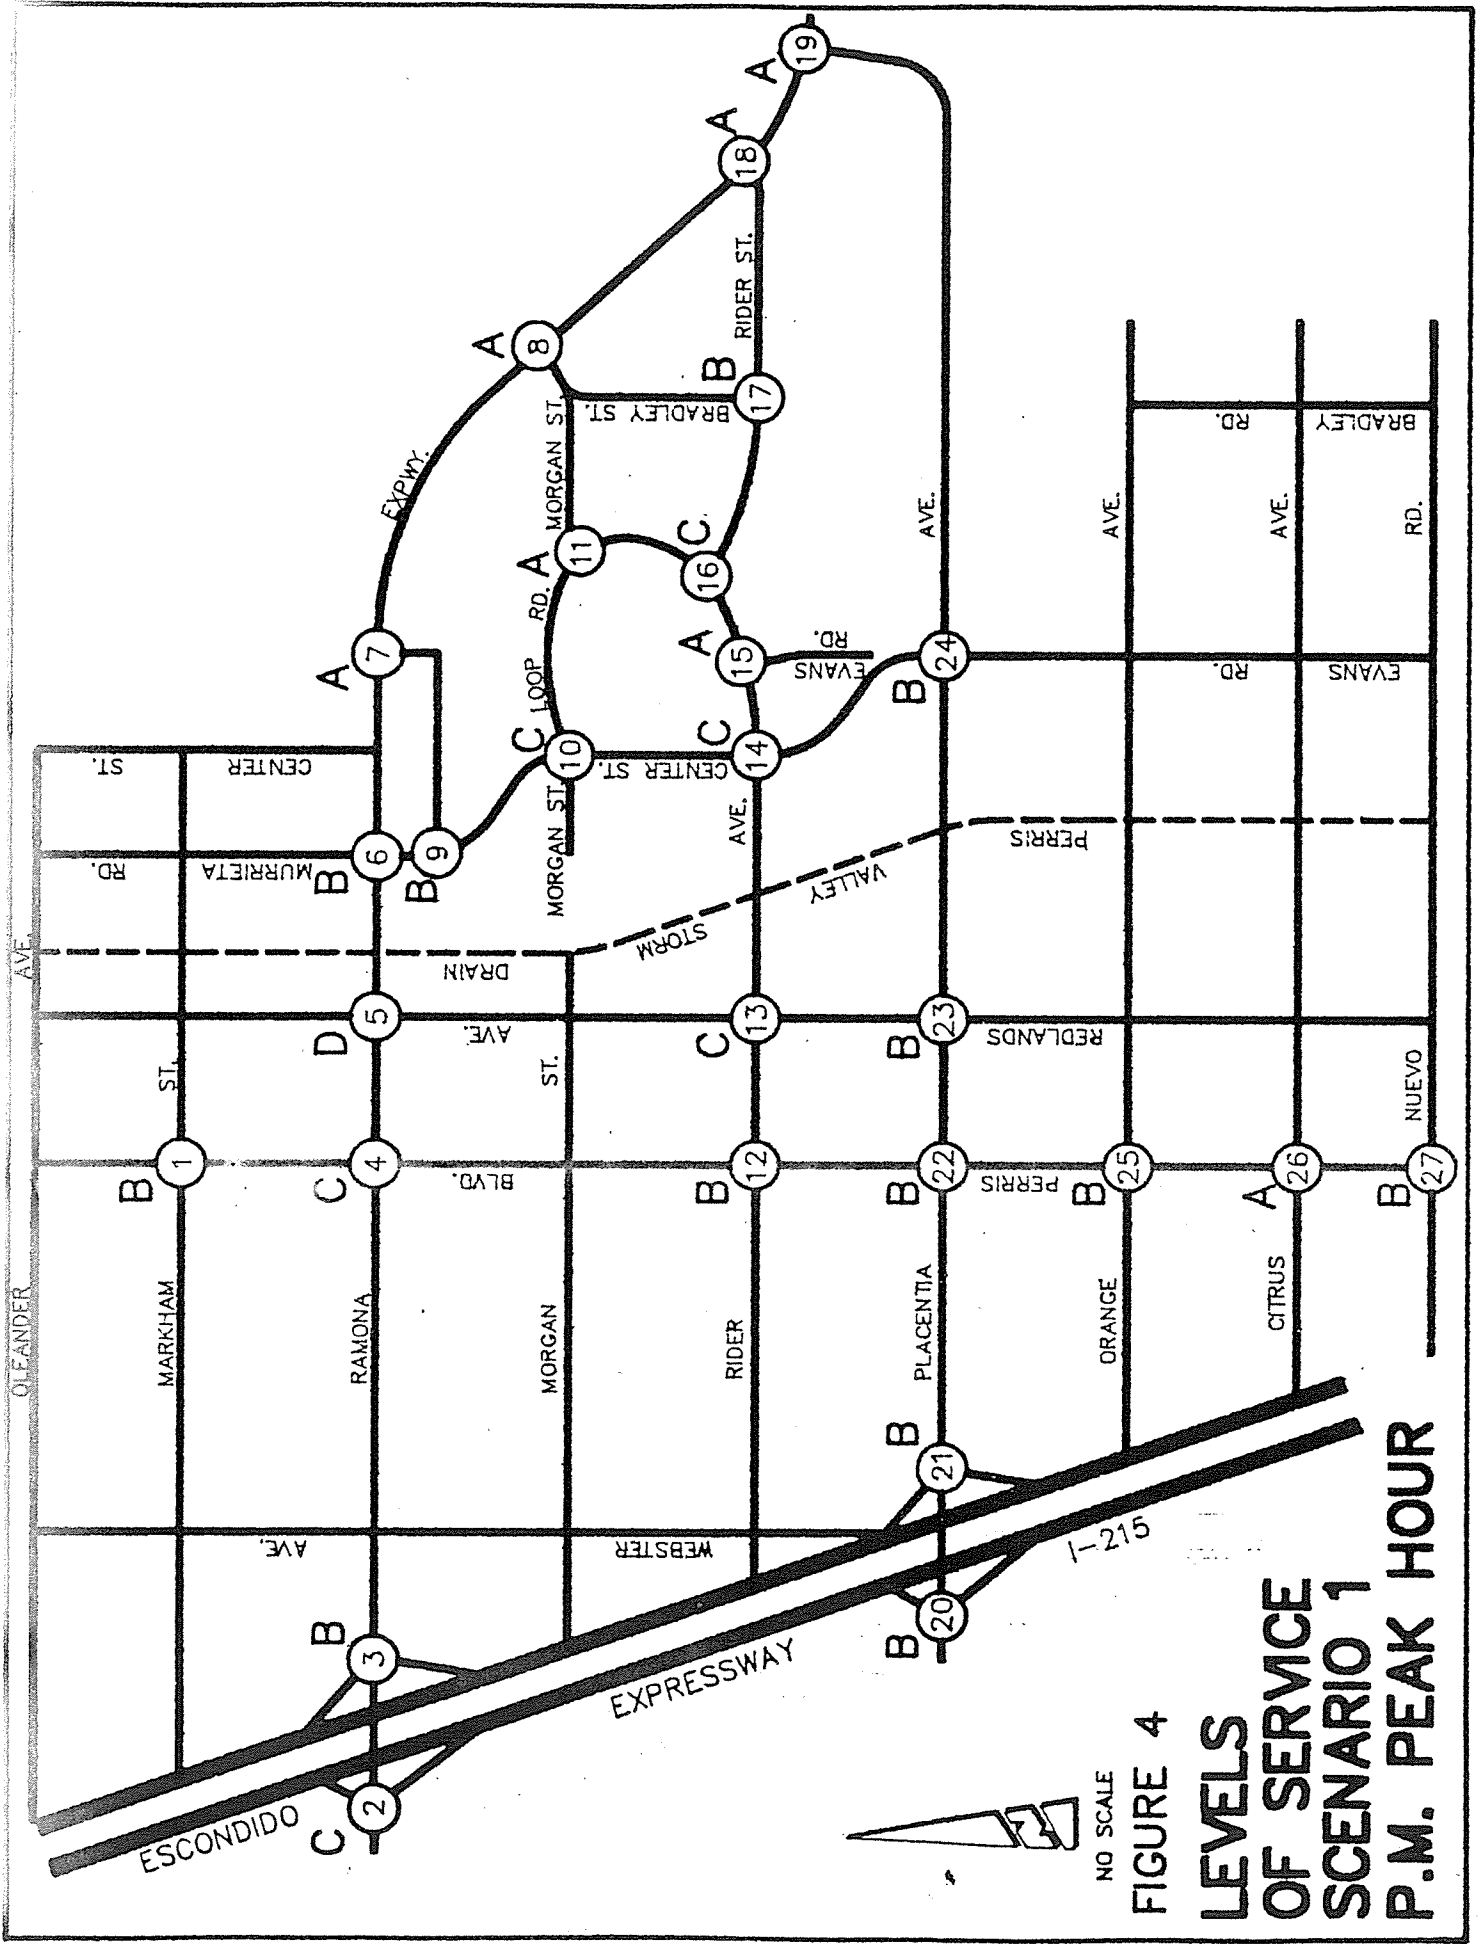 OLEANDER
AVE.
MARKHAM
ST.
RAMONA
EXPWY.
MORGAN
ST.
MORGAN ST.
LOOP
RD.
MORGAN ST.
RIDER
AVE.
RIDER ST.
PLACENTIA
AVE.
ORANGE
AVE.
CITRUS
AVE.
NUEVO
RD.
WEBSTER
AVE.
PERRIS
BLVD.
REDLANDS
AVE.
PERRIS
VALLEY
STORM
DRAIN
MURRIETA
RD.
CENTER
ST.
CENTER ST.
EVANS
RD.
EVANS
RD.
BRADLEY ST.
BRADLEY
RD.
ESCONDIDO
EXPRESSWAY
I-215
1
B
2
C
3
B
4
C
5
D
6
B
7
A
8
A
9
B
10
C
11
A
12
B
13
C
14
C
15
A
16
C
17
B
18
A
19
A
20
B
21
B
22
B
23
B
24
B
25
B
26
A
27
B
N
NO SCALE
FIGURE 4
LEVELS
OF SERVICE
SCENARIO 1
P.M. PEAK HOUR